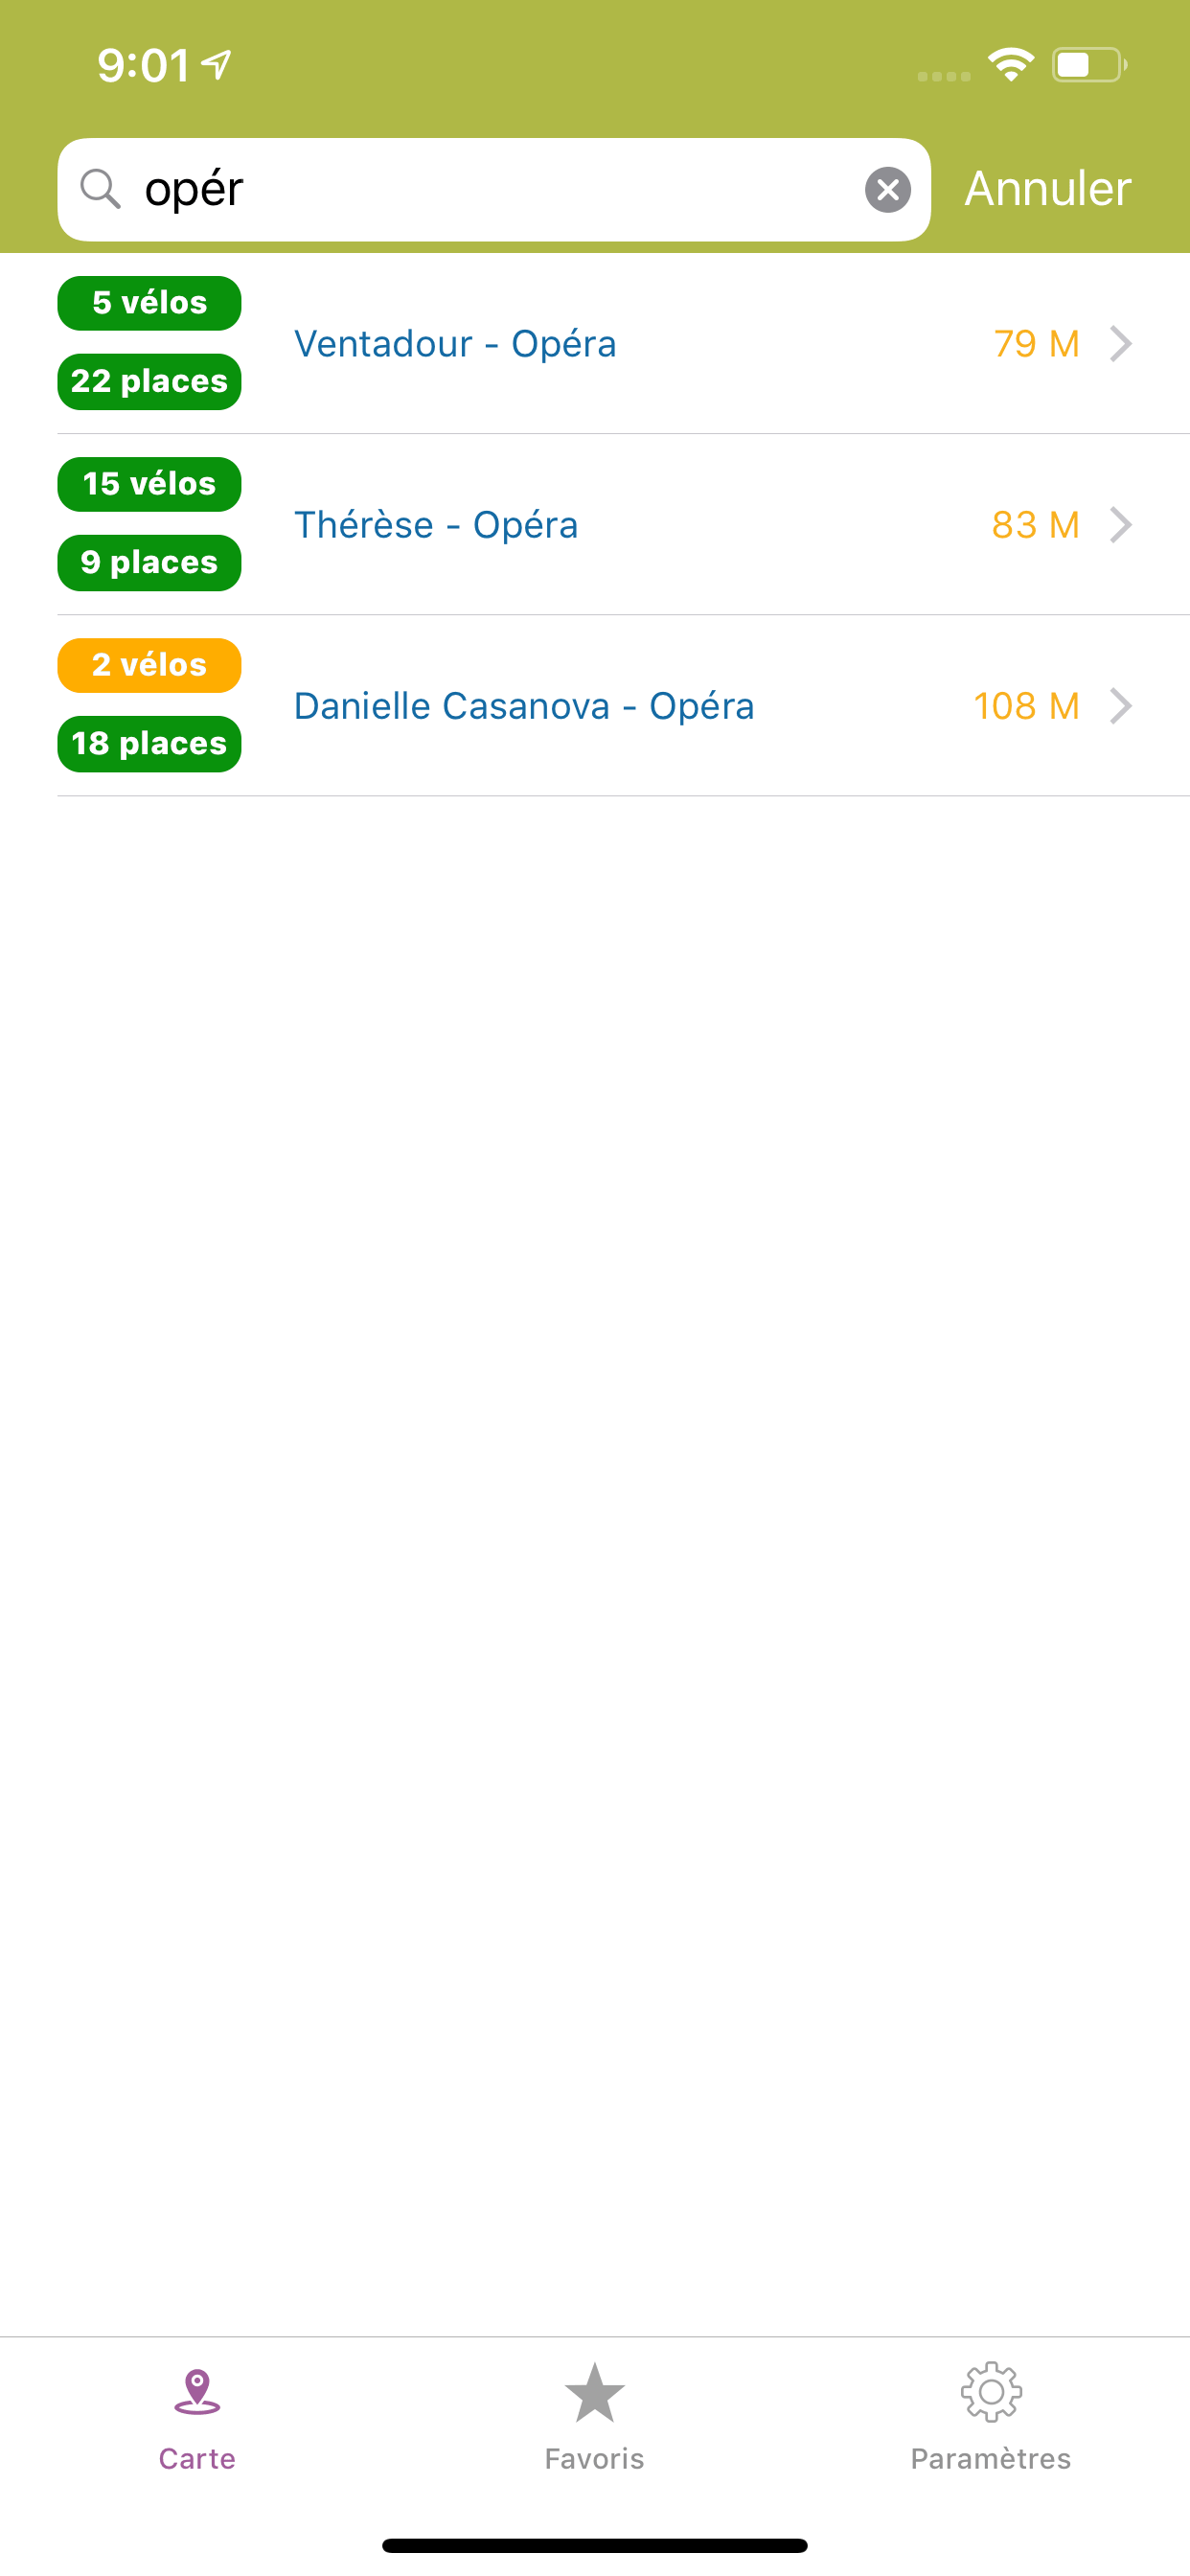 9:01
opér
Annuler
5 vélos
22 places
Ventadour - Opéra
79 M
15 vélos
9 places
Thérèse - Opéra
83 M
2 vélos
18 places
Danielle Casanova - Opéra
108 M
Carte
Favoris
Paramètres